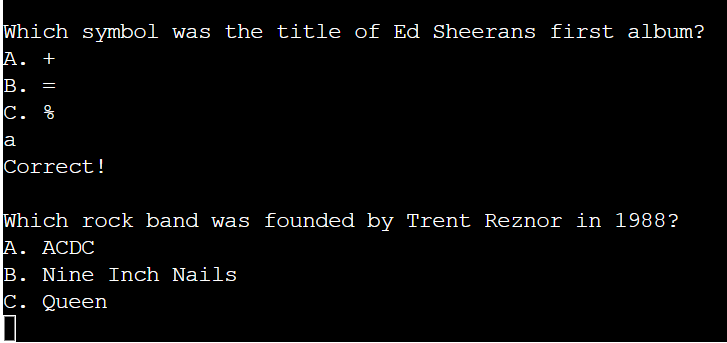 Which symbol was the title of Ed Sheerans first album?
A. +
B. =
C. %
a
Correct!
Which rock band was founded by Trent Reznor in 1988?
A. ACDC
B. Nine Inch Nails
C. Queen